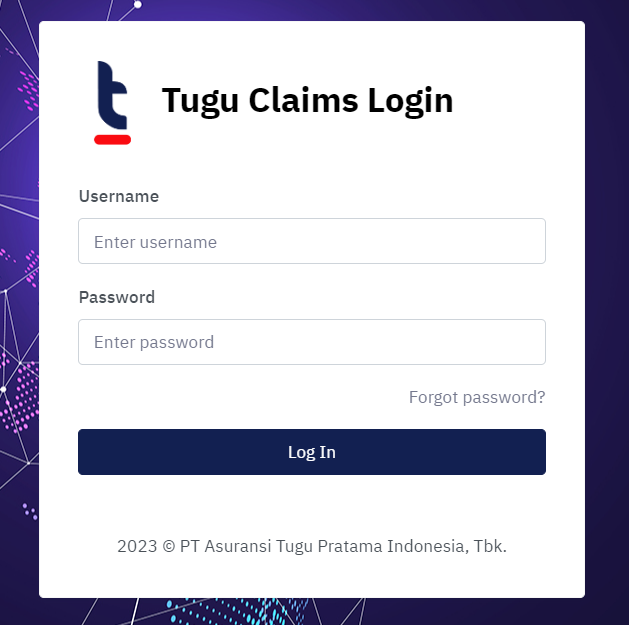 Tugu Claims Login
Username
Enter username
Password
Enter password
Forgot password?
Log In
2023 © PT Asuransi Tugu Pratama Indonesia, Tbk.